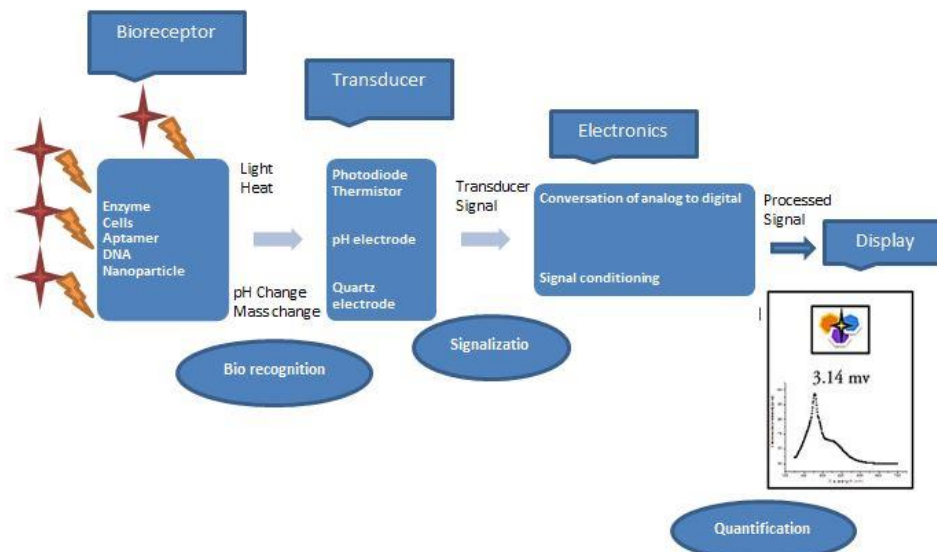 Bioreceptor
Transducer
Electronics
Display
Enzyme
Cells
Aptamer
DNA
Nanoparticle
Light
Heat
pH Change
Mass change
Photodiode
Thermistor
pH electrode
Quartz
electrode
Transducer
Signal
Conversation of analog to digital
Signal conditioning
Processed
Signal
Bio recognition
Signalizatio
3.14 mv
Quantification